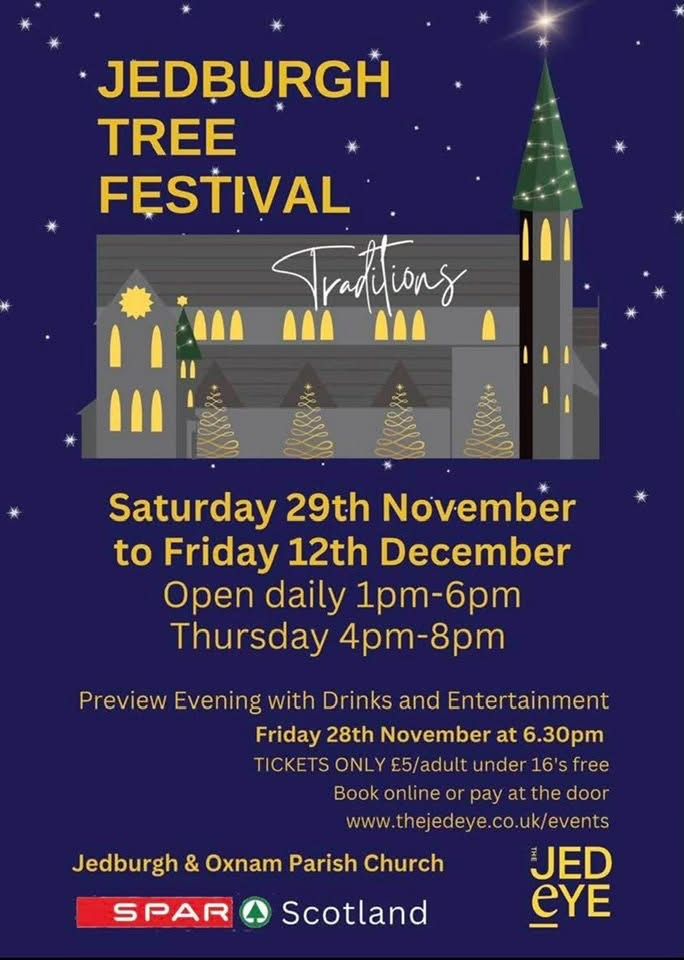 JEDBURGH
TREE
FESTIVAL
Traditions
Saturday 29th November
to Friday 12th December
Open daily 1pm-6pm
Thursday 4pm-8pm
Preview Evening with Drinks and Entertainment
Friday 28th November at 6.30pm
TICKETS ONLY £5/adult under 16's free
Book online or pay at the door
www.thejedeye.co.uk/events
Jedburgh & Oxnam Parish Church
THE JED
eYE
SPAR Scotland